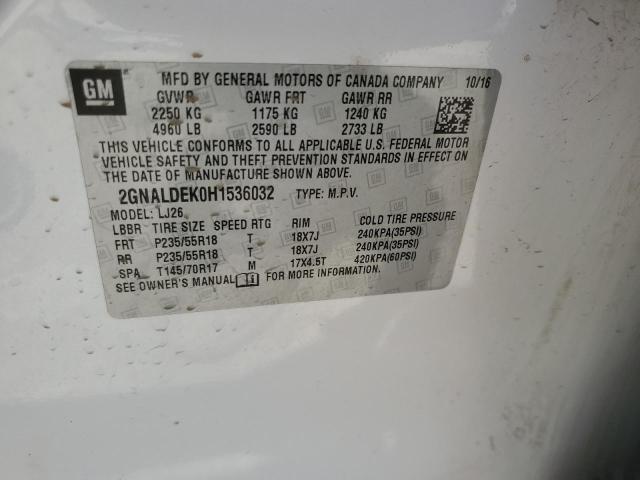 GM
MFD BY GENERAL MOTORS OF CANADA COMPANY 10/16
GVWR GAWR FRT GAWR RR
2250 KG 1175 KG 1240 KG
4960 LB 2590 LB 2733 LB
THIS VEHICLE CONFORMS TO ALL APPLICABLE U.S. FEDERAL MOTOR
VEHICLE SAFETY AND THEFT PREVENTION STANDARDS IN EFFECT ON
THE DATE OF MANUFACTURE SHOWN ABOVE.
2GNALDEK0H1536032 TYPE: M.P.V.
MODEL: LJ26
LBBR TIRE SIZE SPEED RTG RIM COLD TIRE PRESSURE
FRT P235/55R18 T 18X7J 240KPA(35PSI)
RR P235/55R18 T 18X7J 240KPA(35PSI)
SPA T145/70R17 M 17X4.5T 420KPA(60PSI)
SEE OWNER'S MANUAL FOR MORE INFORMATION.